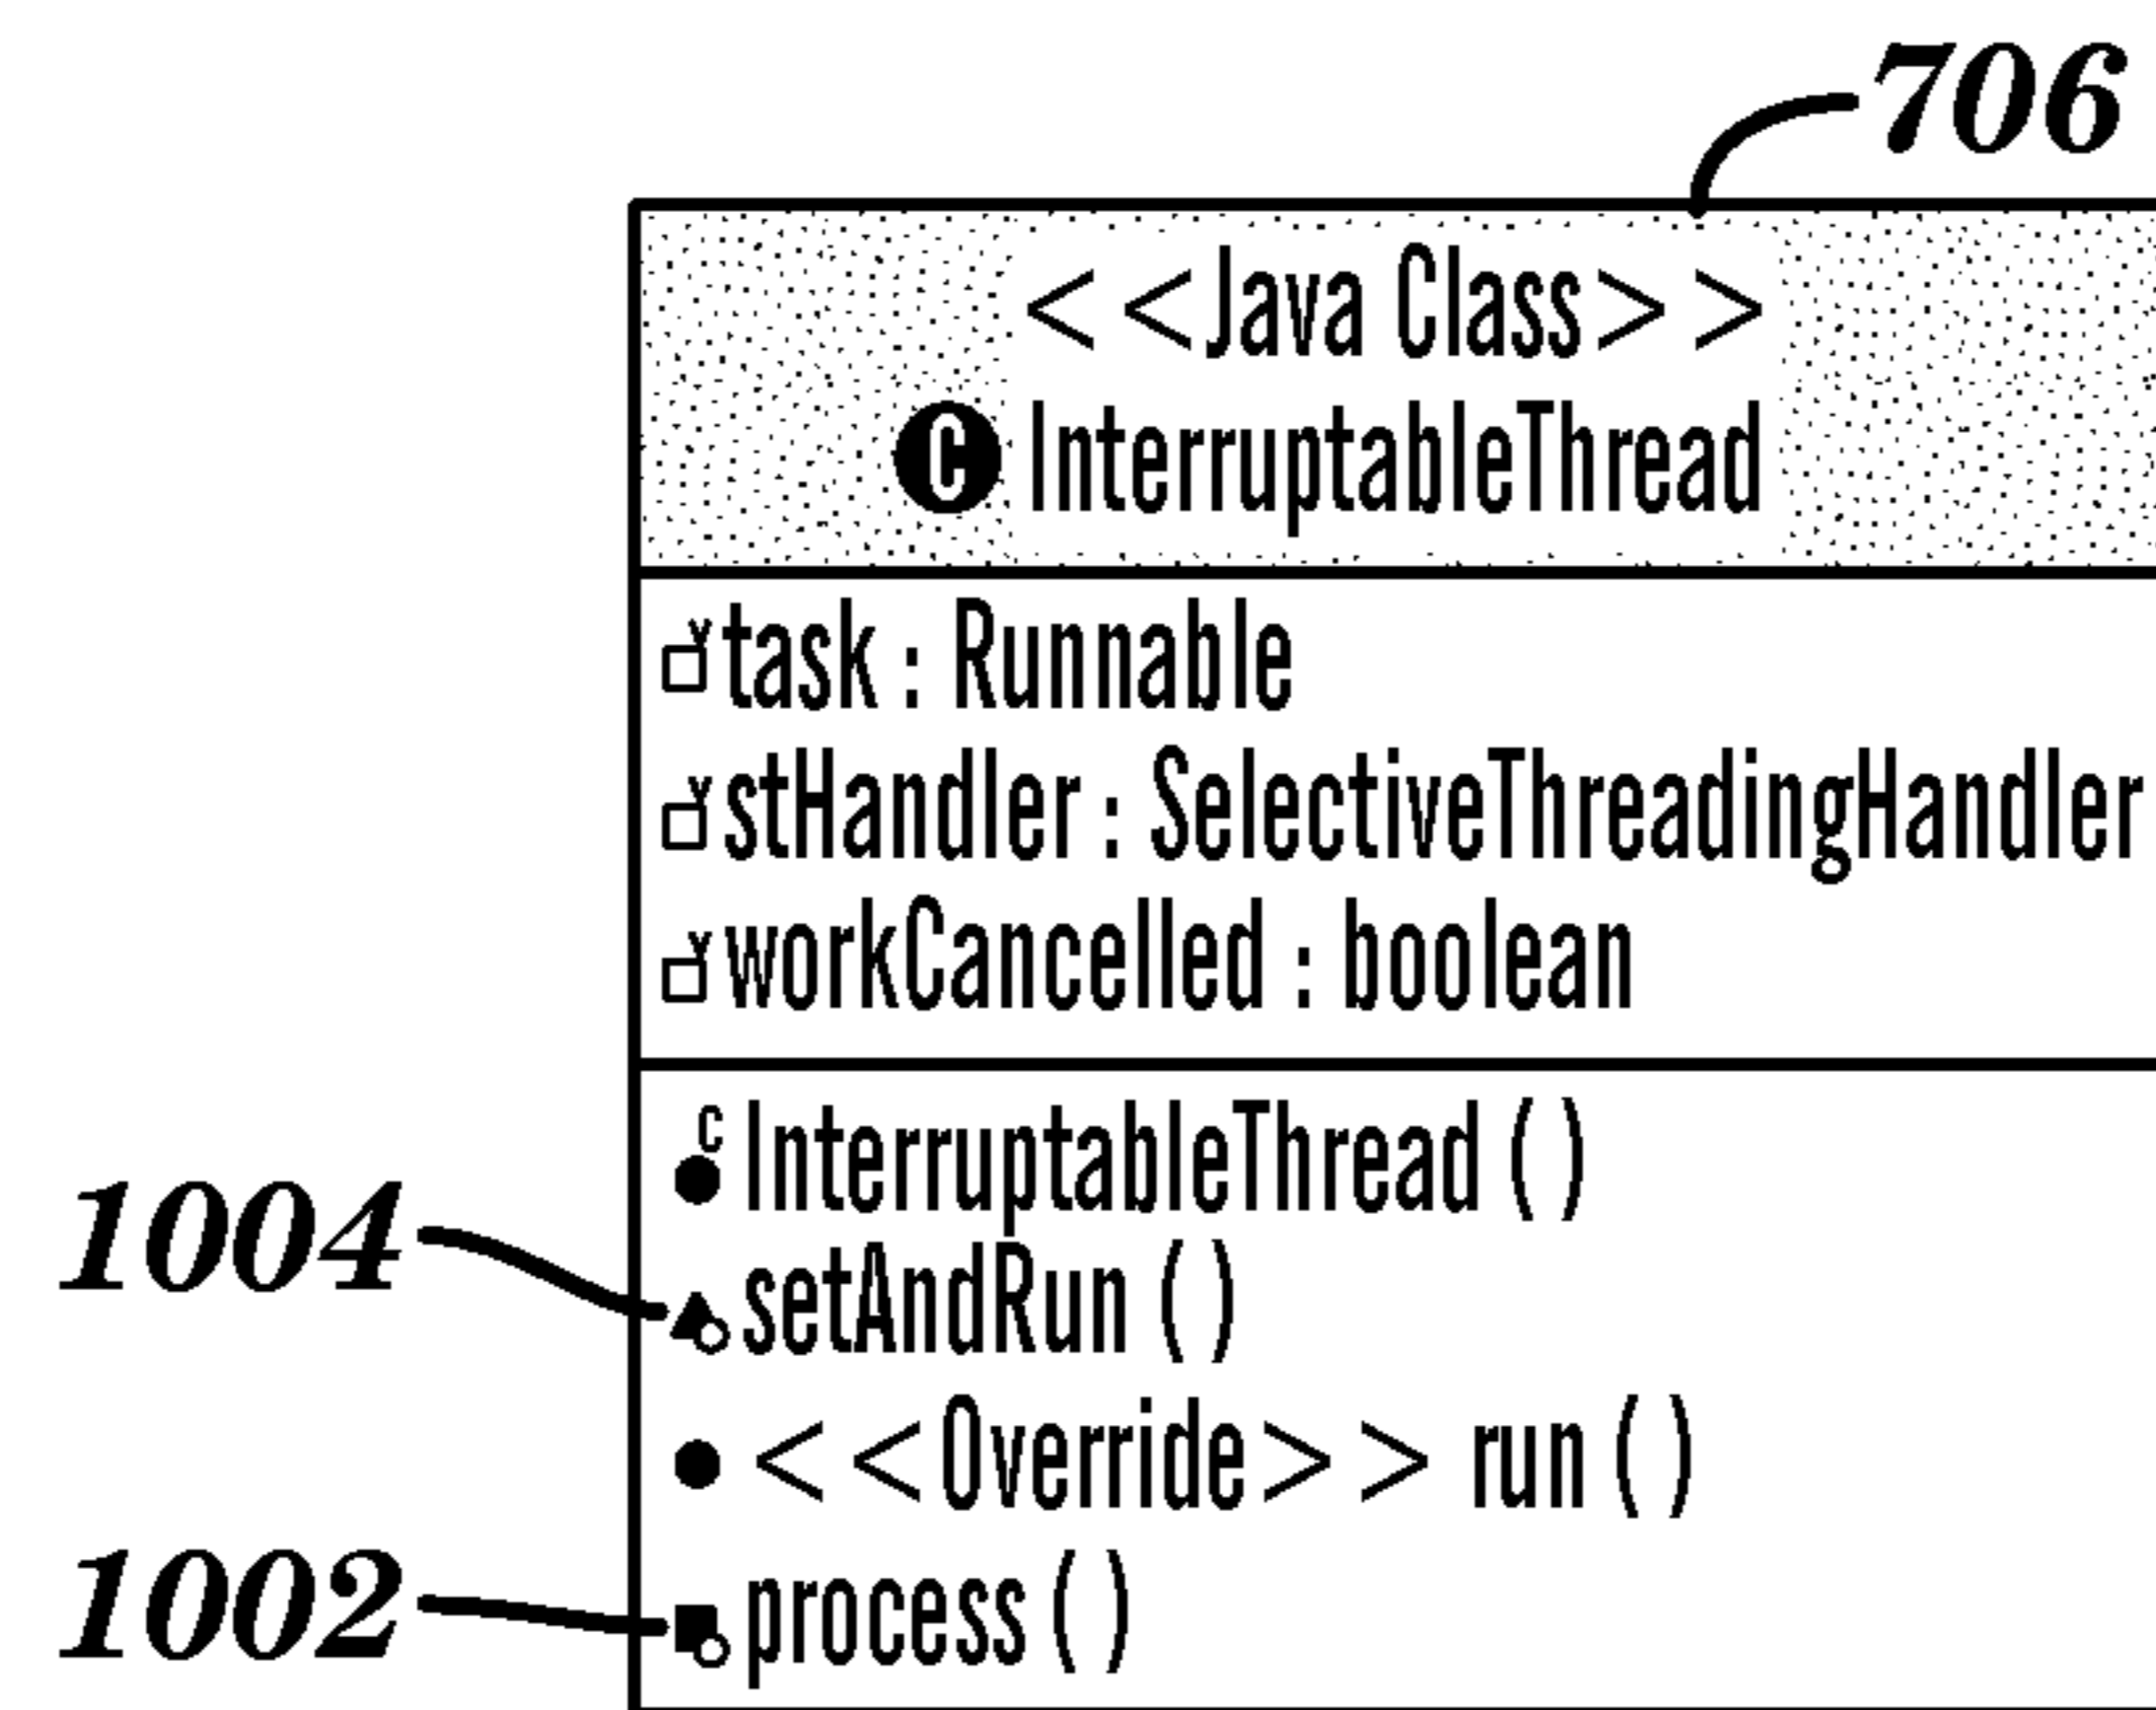 706
< <Java Class> >
C InterruptableThread
task : Runnable
stHandler : SelectiveThreadingHandler
workCancelled : boolean
c InterruptableThread ( )
1004 setAndRun ( )
< <Override> > run ( )
1002 process ( )